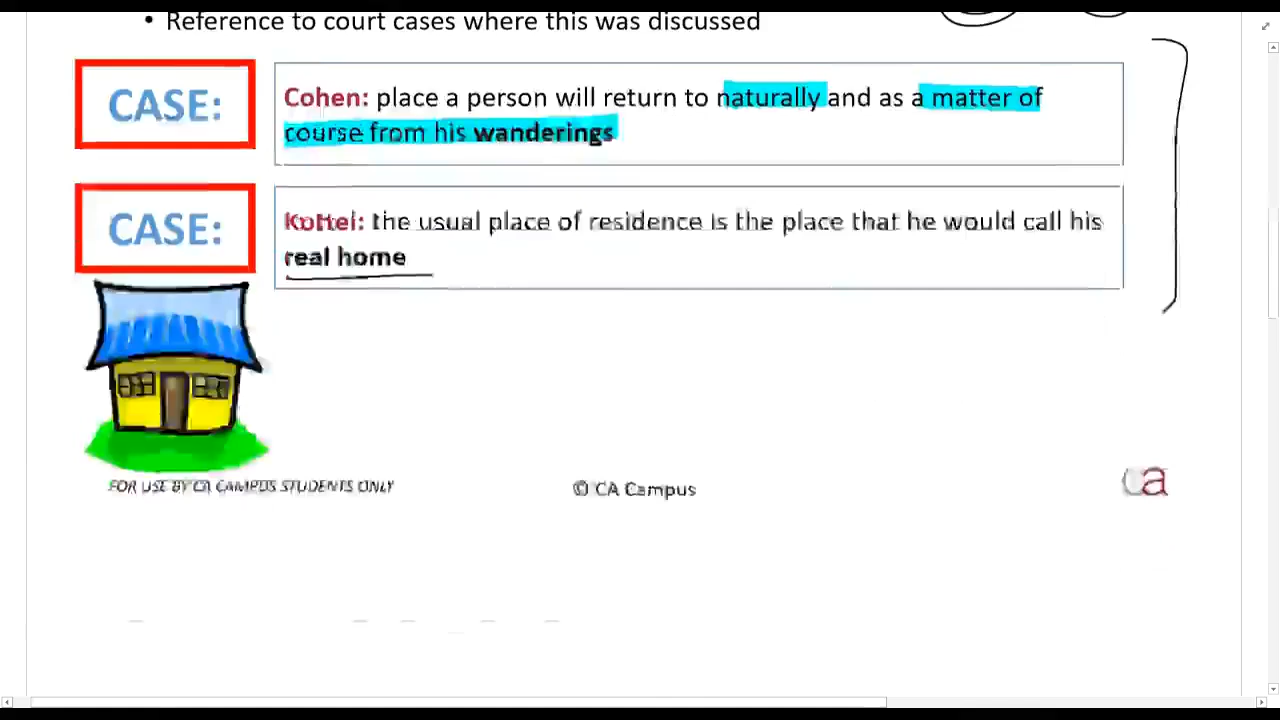 • Reference to court cases where this was discussed
CASE:
Cohen: place a person will return to naturally and as a matter of
course from his wanderings
CASE:
the usual place of residence is the place that he would call his
real home
FOR USE BY CA CAMPUS STUDENTS ONLY
© CA Campus
ca